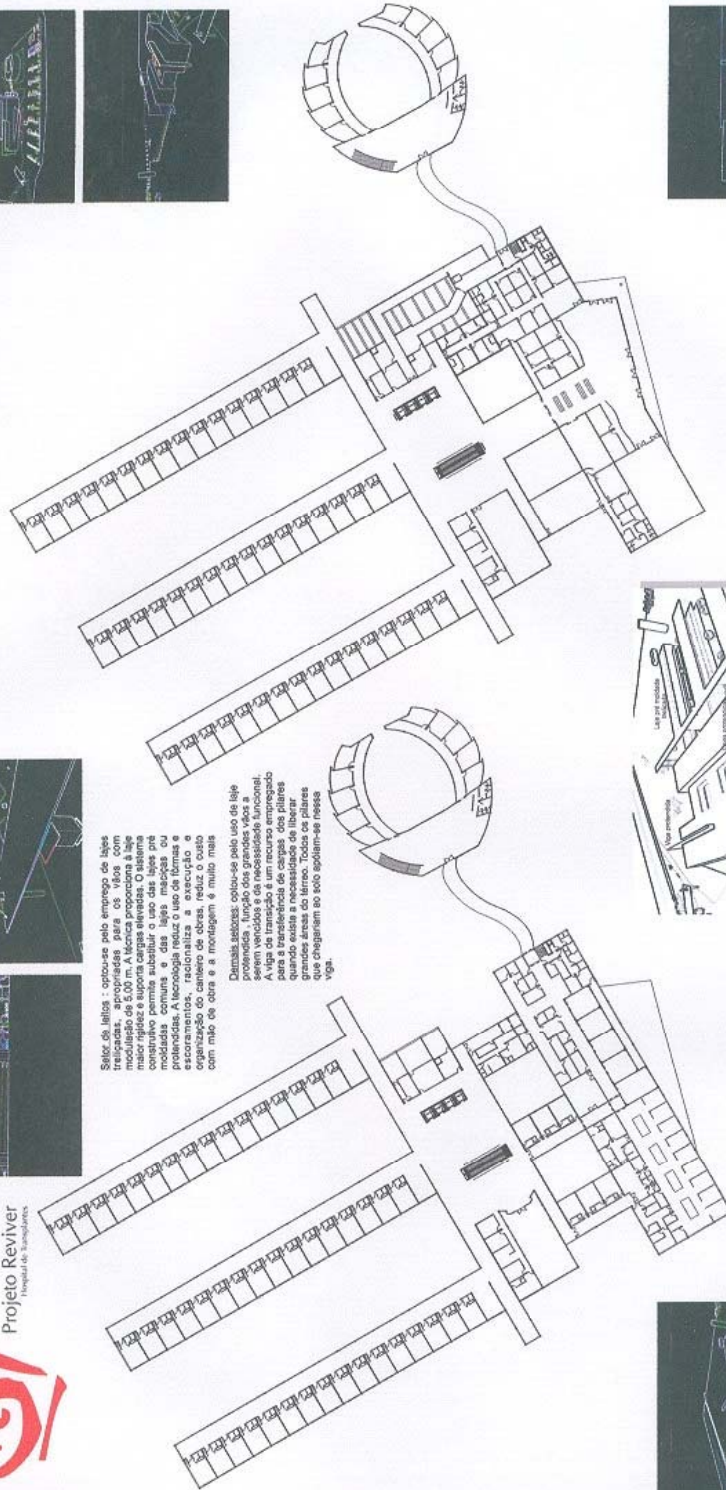 Projeto Reviver
Hospital de Transplantes
Setor de leitos : optou-se pelo emprego de lajes
treliçadas, apropriadas para os vãos com
modulação de 5,00 m. A técnica proporciona à laje
maior rigidez e suporta cargas elevadas. O sistema
construtivo permite substituir o uso das lajes pré
moldadas comuns e das lajes maciças ou
protendidas. A tecnologia reduz o uso de fôrmas e
escoramentos, racionaliza a execução e
organização do canteiro de obras, reduz o custo
com mão de obra e a montagem é muito mais
Demais setores: optou-se pelo uso de laje
protendida , função dos grandes vãos a
serem vencidos e da necessidade funcional.
A viga de transição é um recurso empregado
para a transferência de cargas dos pilares
quando existe a necessidade de liberar
grandes áreas do térreo. Todos os pilares
que chegariam ao solo apóiam-se nessa
viga.
Laje pré moldada
treliçada
Viga protendida